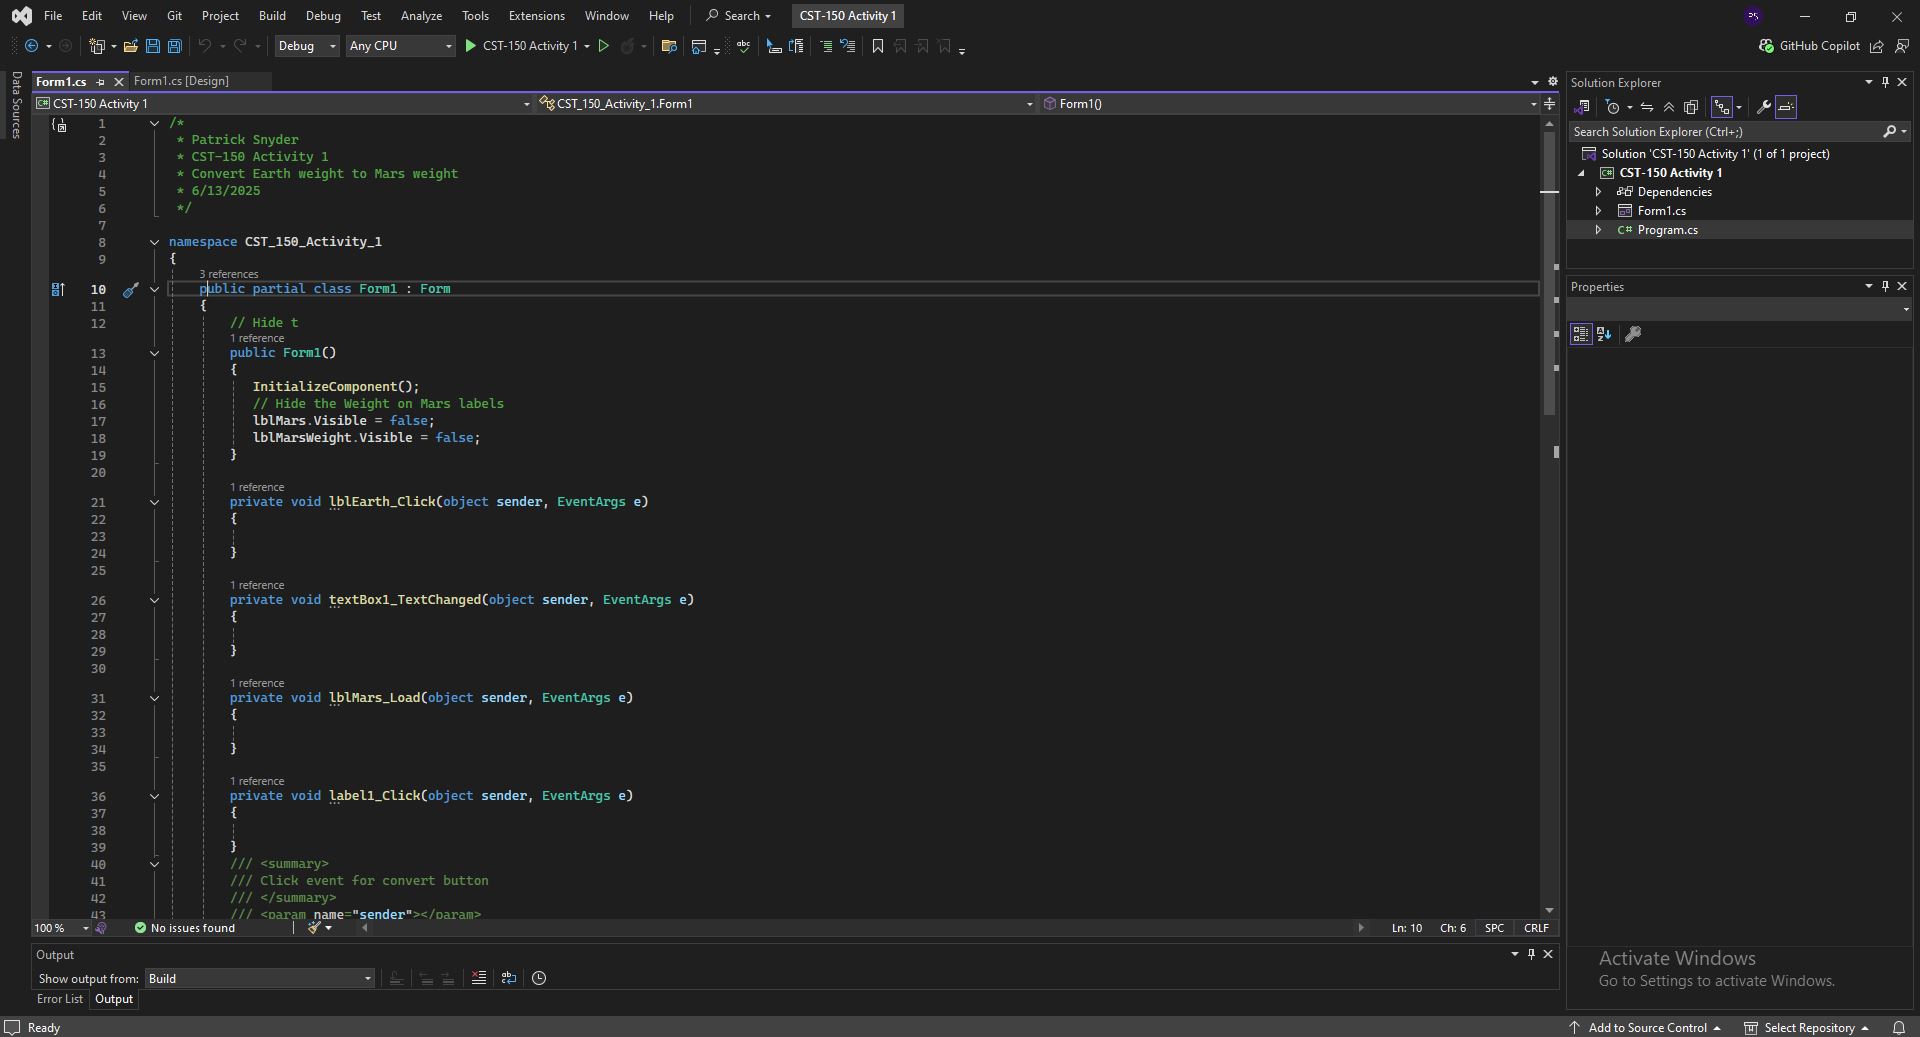 File Edit View Git Project Build Debug Test Analyze Tools Extensions Window Help Search CST-150 Activity 1 PS
Debug Any CPU CST-150 Activity 1 GitHub Copilot
Data Sources
Form1.cs Form1.cs [Design]
CST-150 Activity 1 CST_150_Activity_1.Form1 Form1()
1 /*
2 * Patrick Snyder
3 * CST-150 Activity 1
4 * Convert Earth weight to Mars weight
5 * 6/13/2025
6 */
7
8 namespace CST_150_Activity_1
9 {
3 references
10 public partial class Form1 : Form
11 {
12 // Hide t
1 reference
13 public Form1()
14 {
15 InitializeComponent();
16 // Hide the Weight on Mars labels
17 lblMars.Visible = false;
18 lblMarsWeight.Visible = false;
19 }
20
1 reference
21 private void lblEarth_Click(object sender, EventArgs e)
22 {
23
24 }
25
1 reference
26 private void textBox1_TextChanged(object sender, EventArgs e)
27 {
28
29 }
30
1 reference
31 private void lblMars_Load(object sender, EventArgs e)
32 {
33
34 }
35
1 reference
36 private void label1_Click(object sender, EventArgs e)
37 {
38
39 }
40 /// <summary>
41 /// Click event for convert button
42 /// </summary>
43 /// <param name="sender"></param>
100 % No issues found Ln: 10 Ch: 6 SPC CRLF
Output
Show output from: Build
Error List Output
Solution Explorer
Search Solution Explorer (Ctrl+;)
Solution 'CST-150 Activity 1' (1 of 1 project)
C# CST-150 Activity 1
Dependencies
Form1.cs
C# Program.cs
Properties
Activate Windows
Go to Settings to activate Windows.
Ready Add to Source Control Select Repository